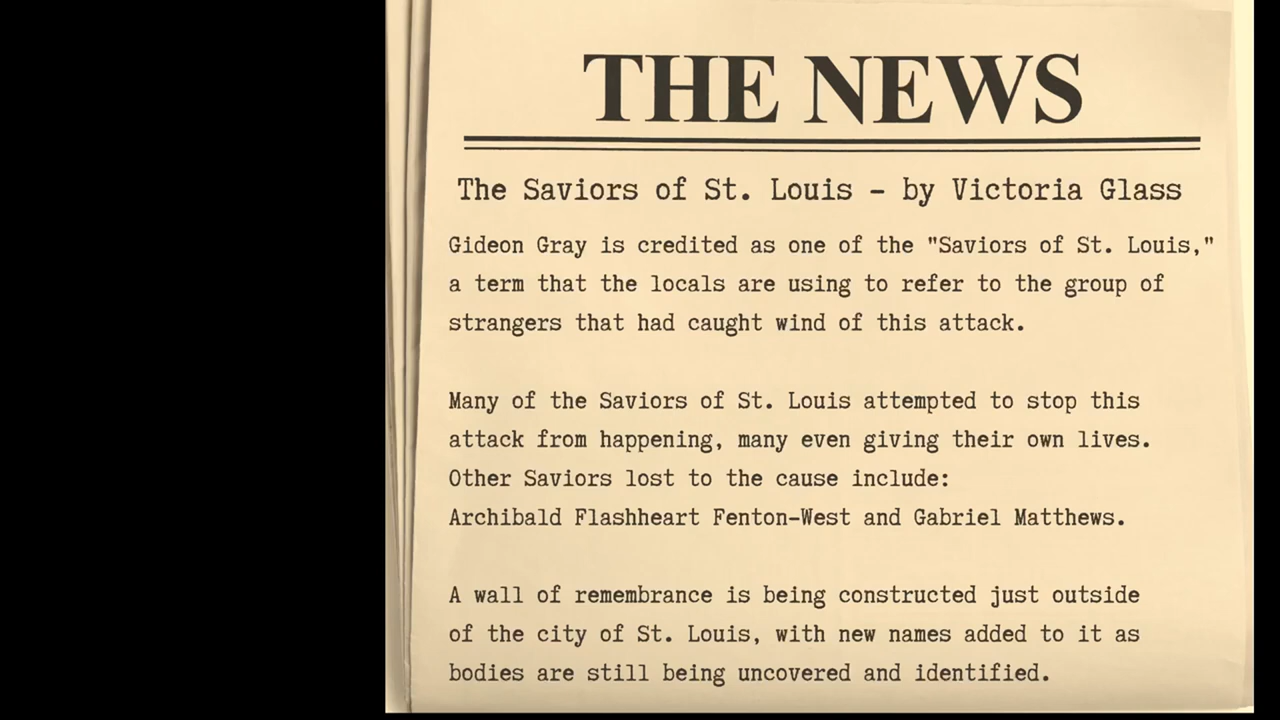 THE NEWS
The Saviors of St. Louis – by Victoria Glass
Gideon Gray is credited as one of the "Saviors of St. Louis,"
a term that the locals are using to refer to the group of
strangers that had caught wind of this attack.
Many of the Saviors of St. Louis attempted to stop this
attack from happening, many even giving their own lives.
Other Saviors lost to the cause include:
Archibald Flashheart Fenton–West and Gabriel Matthews.
A wall of remembrance is being constructed just outside
of the city of St. Louis, with new names added to it as
bodies are still being uncovered and identified.